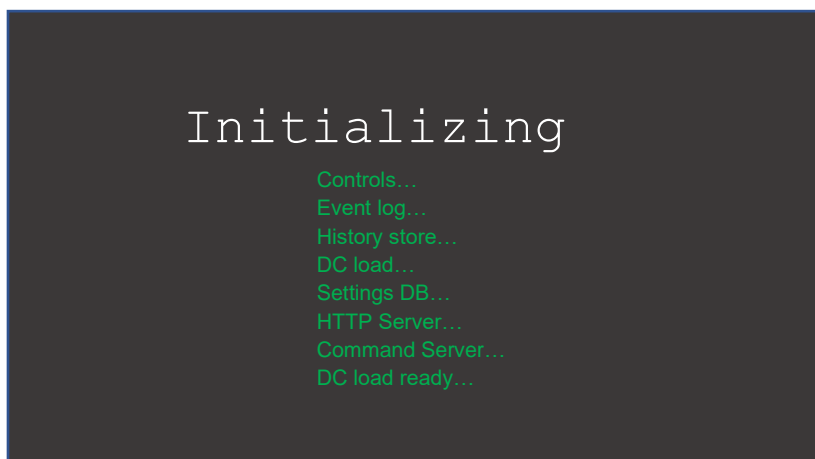 Initializing
Controls…
Event log…
History store…
DC load…
Settings DB…
HTTP Server…
Command Server…
DC load ready…